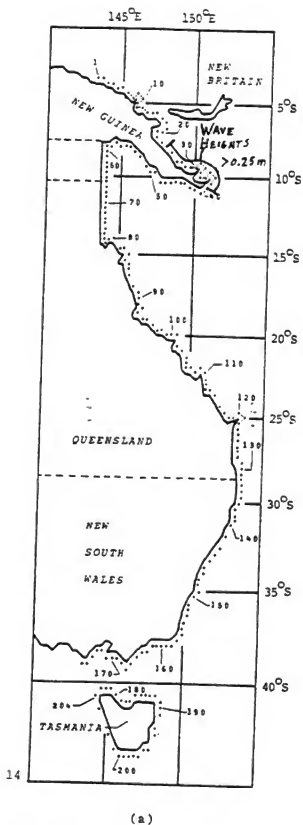 145°E
150°E
NEW
BRITAIN
5°S
10°S
15°S
20°S
25°S
30°S
35°S
40°S
1
10
NEW GUINEA
20
WAVE
HEIGHTS
>0.25m
30
40
50
60
70
80
90
100
110
120
130
QUEENSLAND
140
NEW
SOUTH
WALES
150
160
170
180
204
190
TASMANIA
200
14
(a)